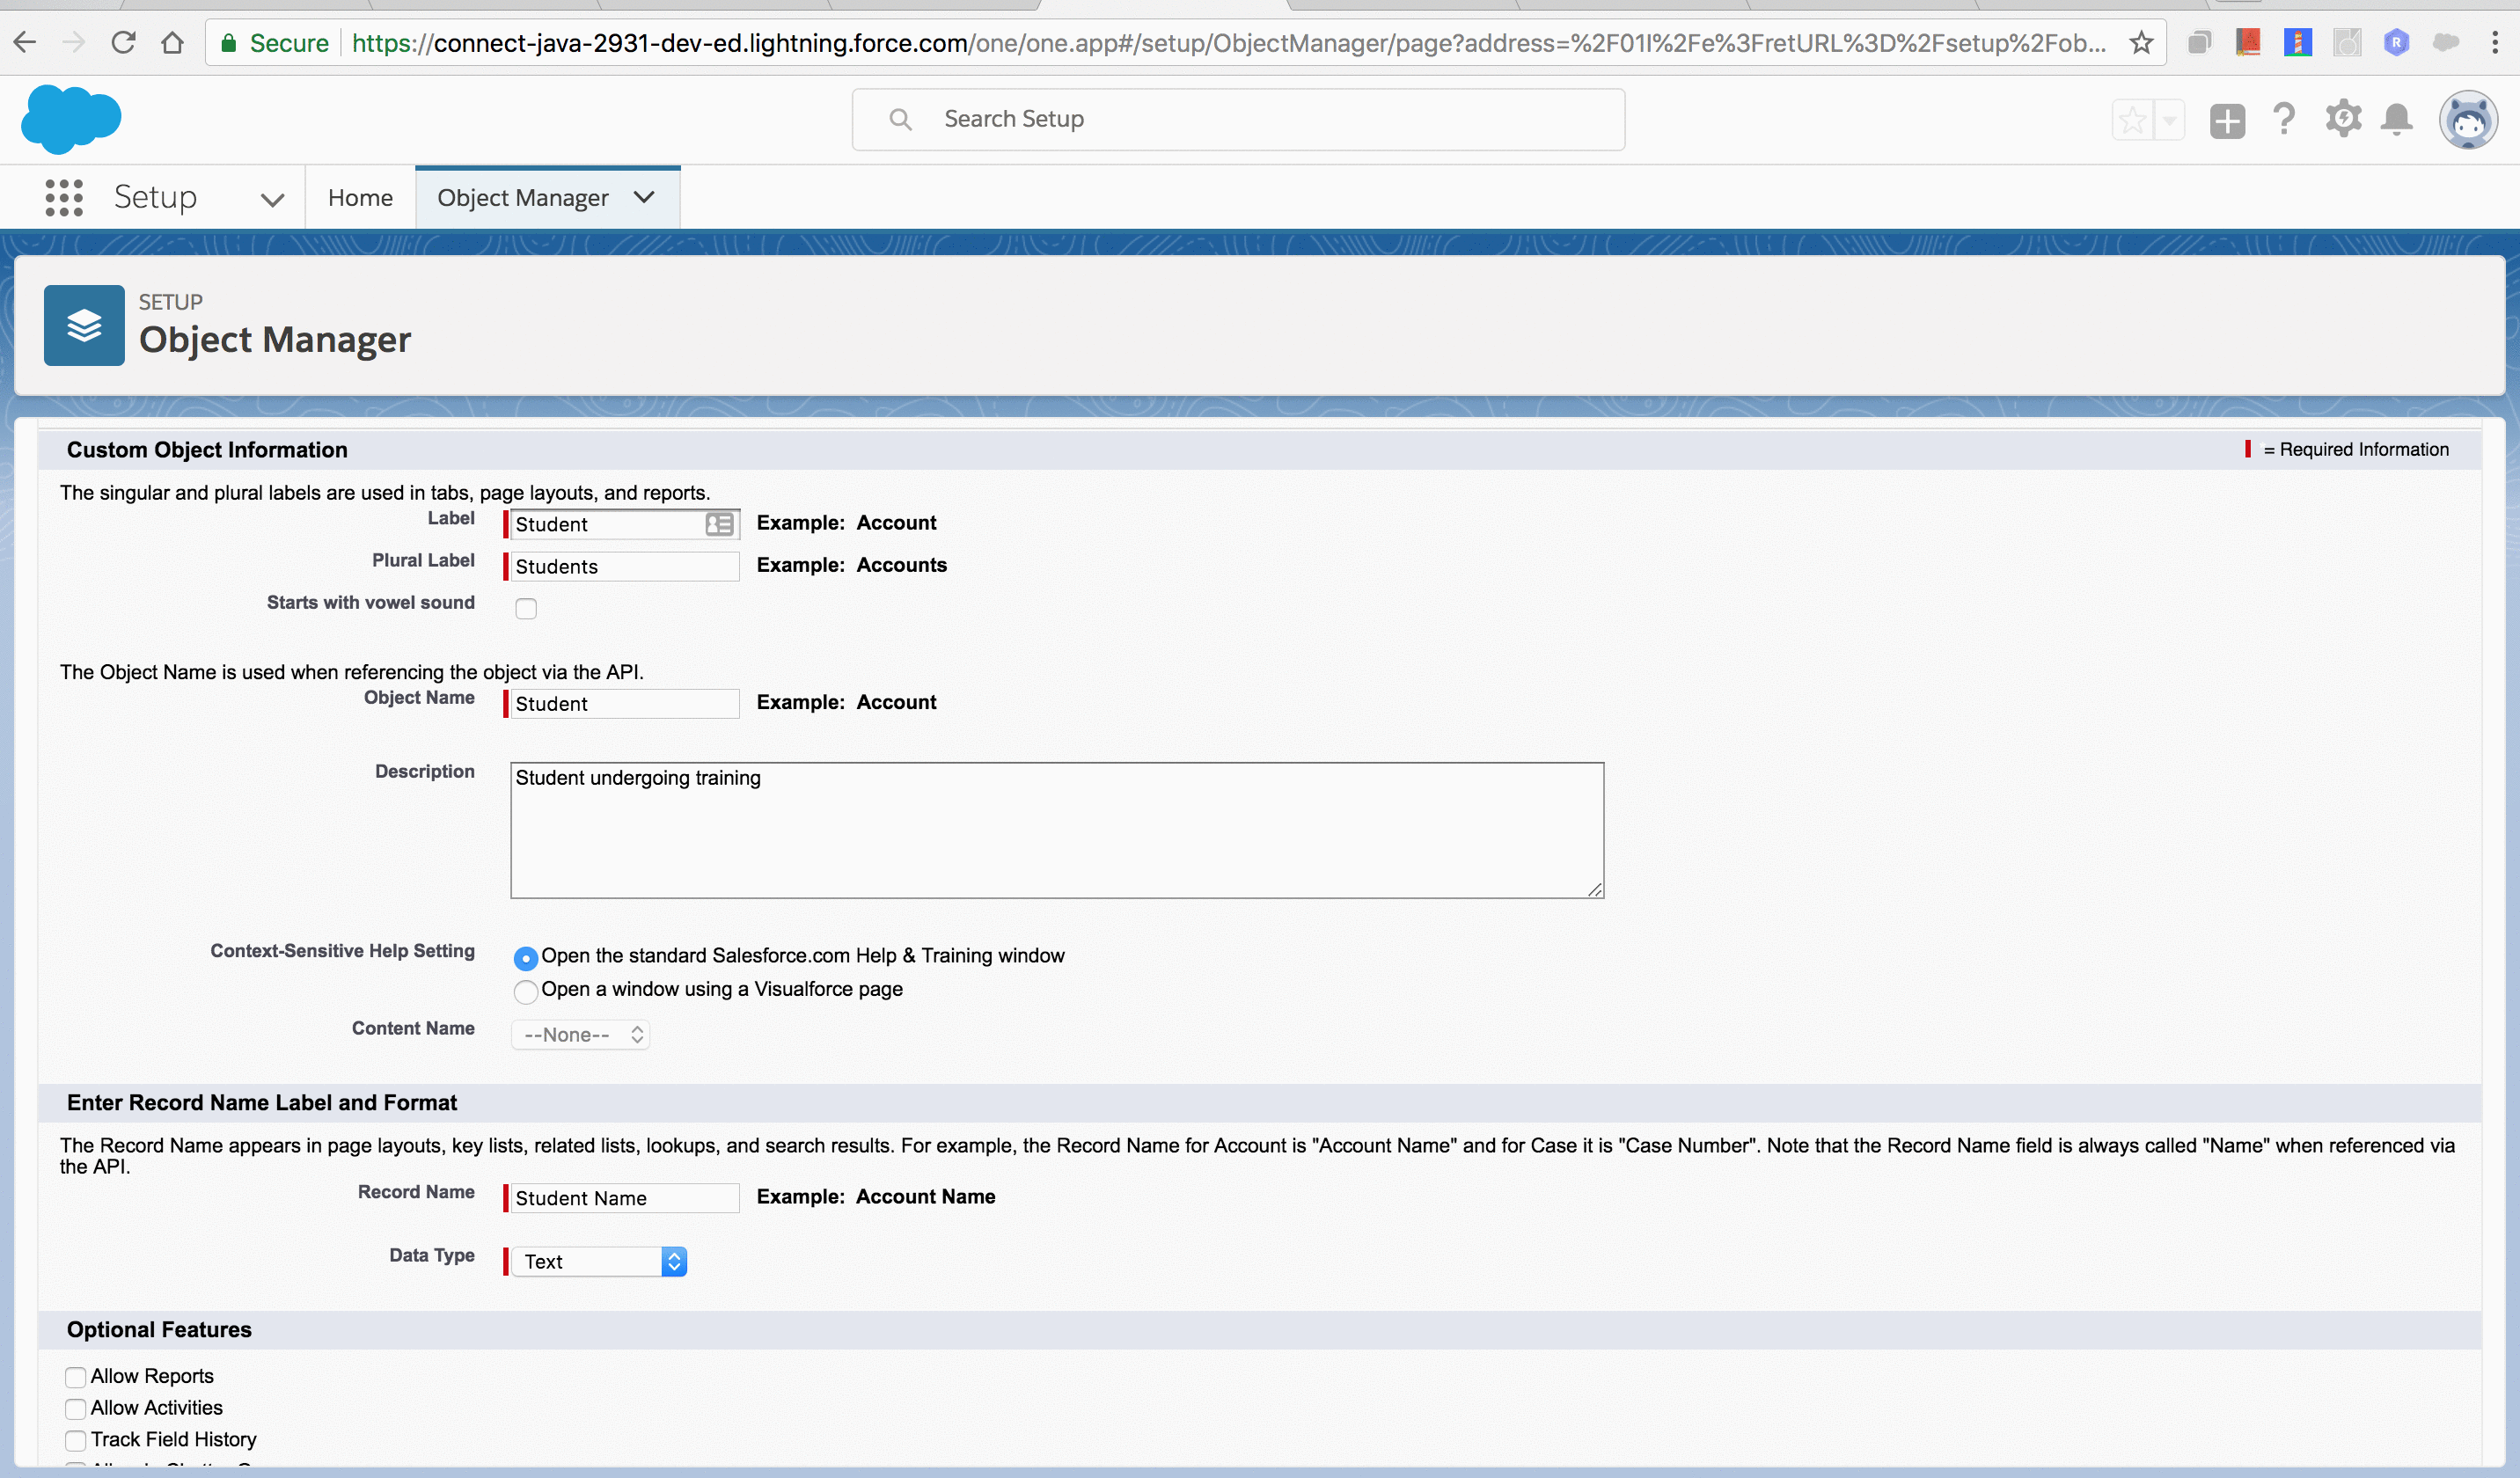 Secure https://connect-java-2931-dev-ed.lightning.force.com/one/one.app#/setup/ObjectManager/page?address=%2F01I%2Fe%3FretURL%3D%2Fsetup%2Fob...
Search Setup
Setup Home Object Manager
SETUP
Object Manager
Custom Object Information = Required Information
The singular and plural labels are used in tabs, page layouts, and reports.
Label Student Example: Account
Plural Label Students Example: Accounts
Starts with vowel sound
The Object Name is used when referencing the object via the API.
Object Name Student Example: Account
Description Student undergoing training
Context-Sensitive Help Setting Open the standard Salesforce.com Help & Training window
Open a window using a Visualforce page
Content Name --None--
Enter Record Name Label and Format
The Record Name appears in page layouts, key lists, related lists, lookups, and search results. For example, the Record Name for Account is "Account Name" and for Case it is "Case Number". Note that the Record Name field is always called "Name" when referenced via
the API.
Record Name Student Name Example: Account Name
Data Type Text
Optional Features
Allow Reports
Allow Activities
Track Field History